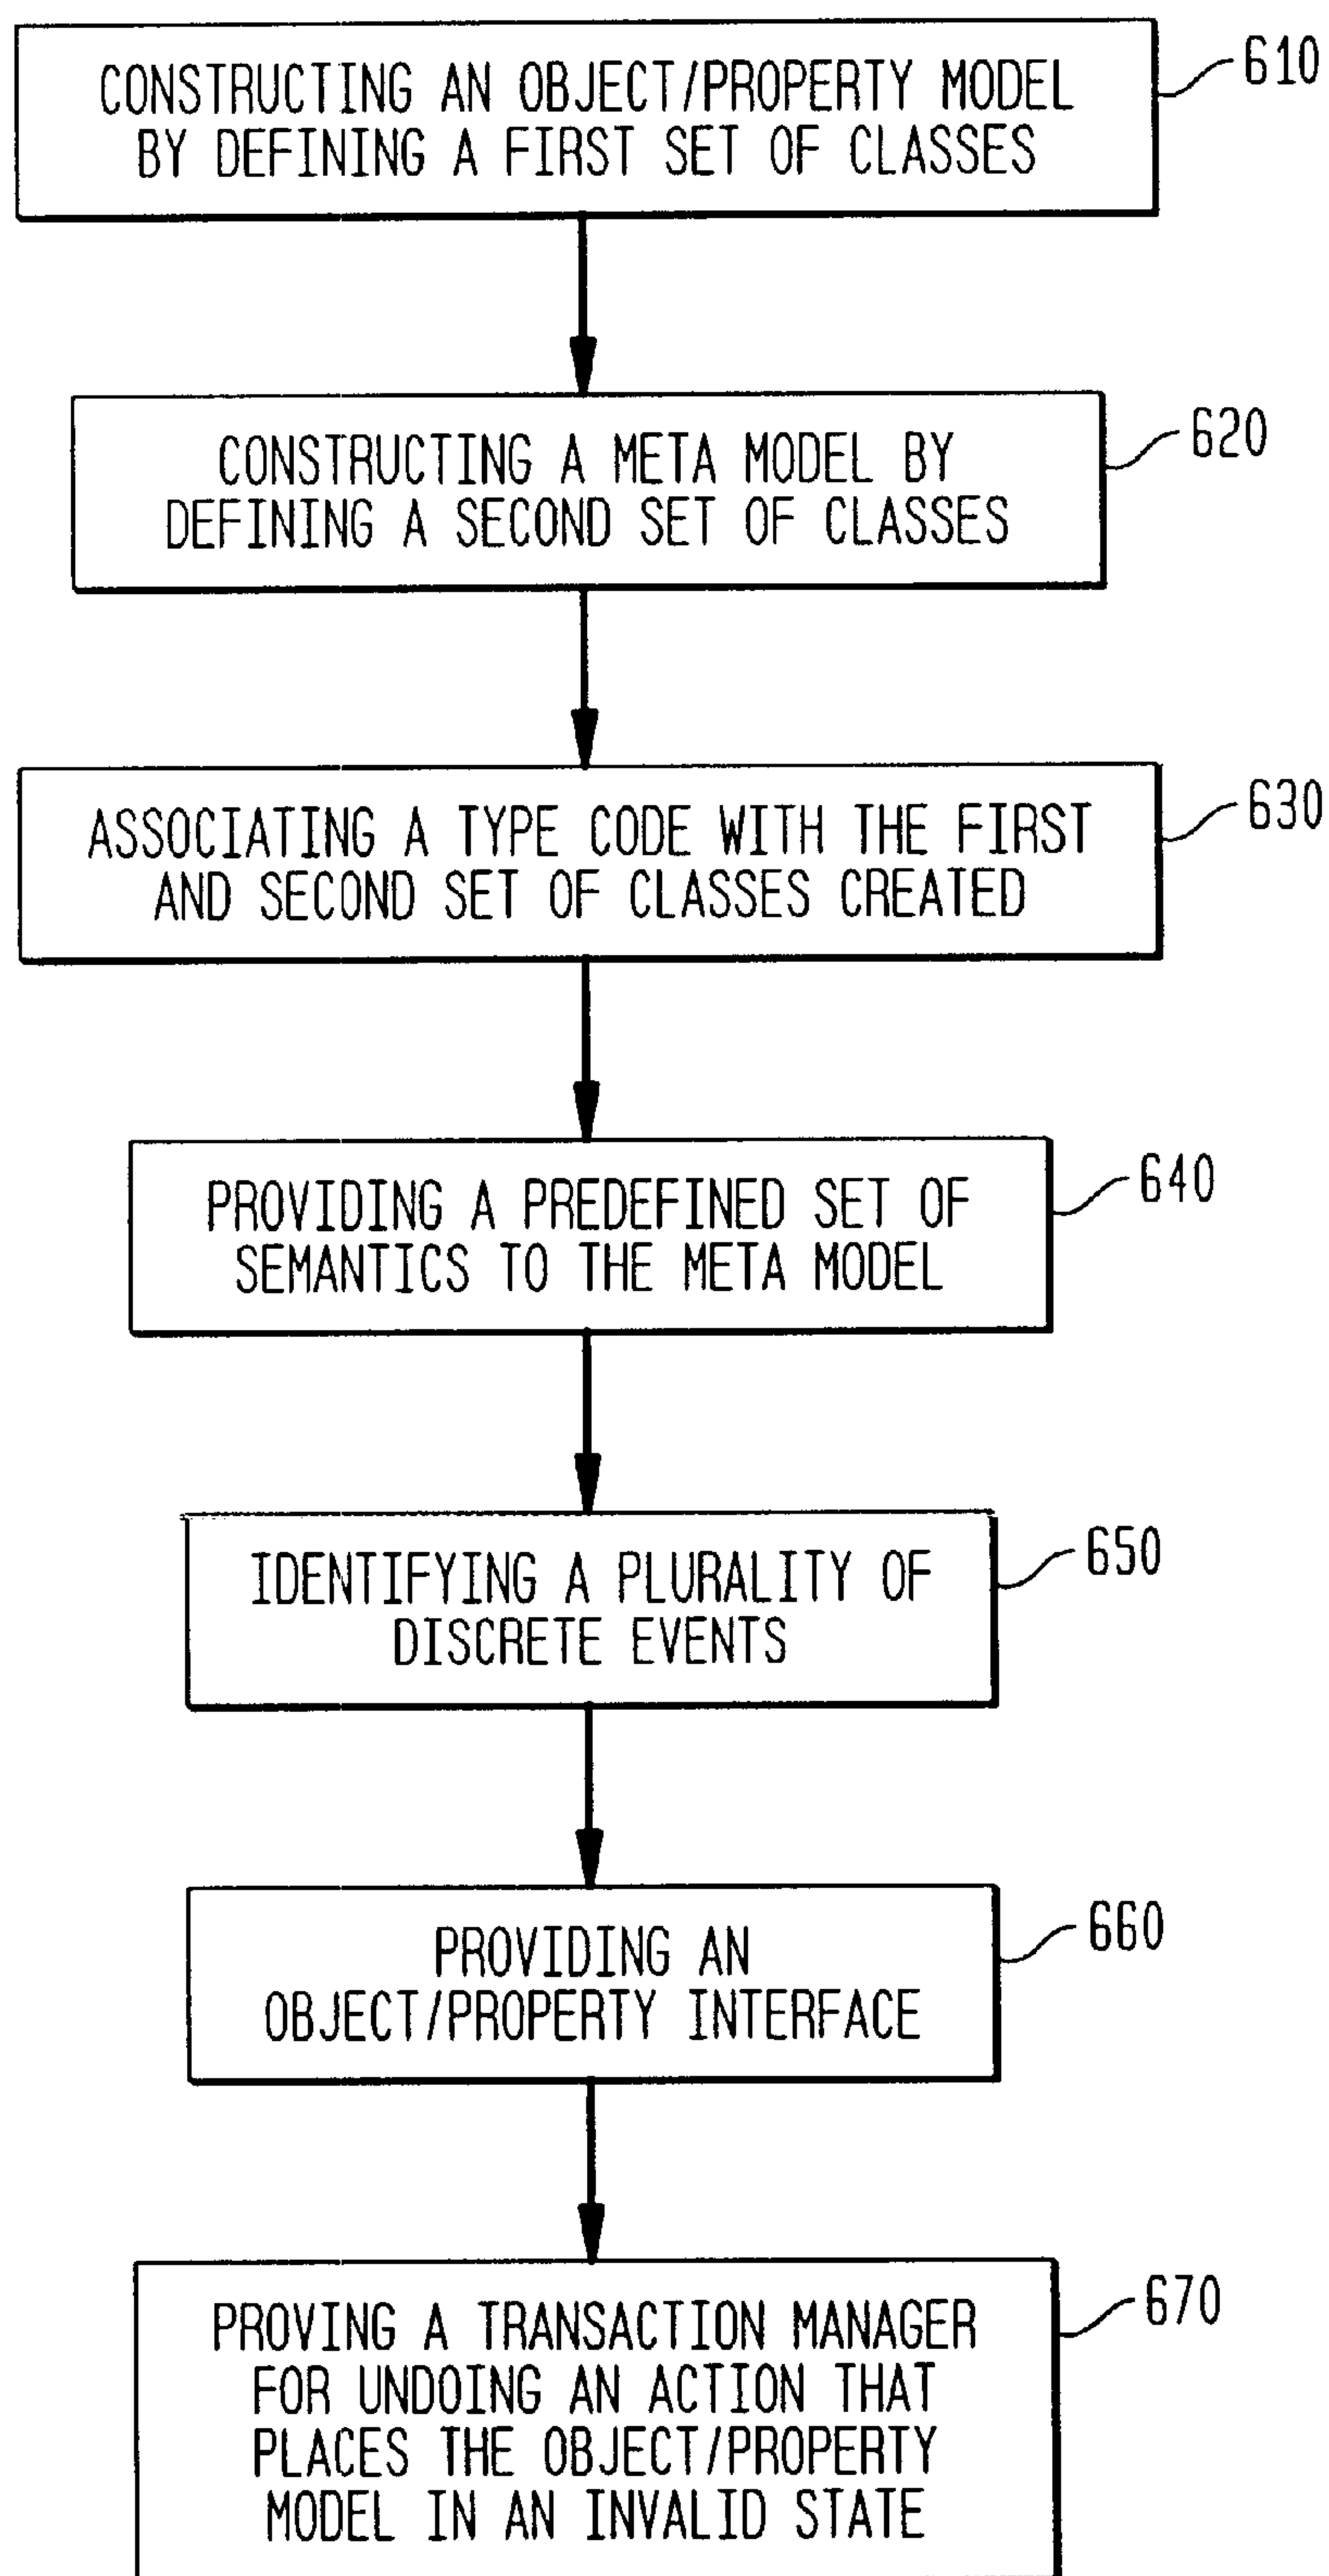 CONSTRUCTING AN OBJECT/PROPERTY MODEL
BY DEFINING A FIRST SET OF CLASSES
610
CONSTRUCTING A META MODEL BY
DEFINING A SECOND SET OF CLASSES
620
ASSOCIATING A TYPE CODE WITH THE FIRST
AND SECOND SET OF CLASSES CREATED
630
PROVIDING A PREDEFINED SET OF
SEMANTICS TO THE META MODEL
640
IDENTIFYING A PLURALITY OF
DISCRETE EVENTS
650
PROVIDING AN
OBJECT/PROPERTY INTERFACE
660
PROVING A TRANSACTION MANAGER
FOR UNDOING AN ACTION THAT
PLACES THE OBJECT/PROPERTY
MODEL IN AN INVALID STATE
670